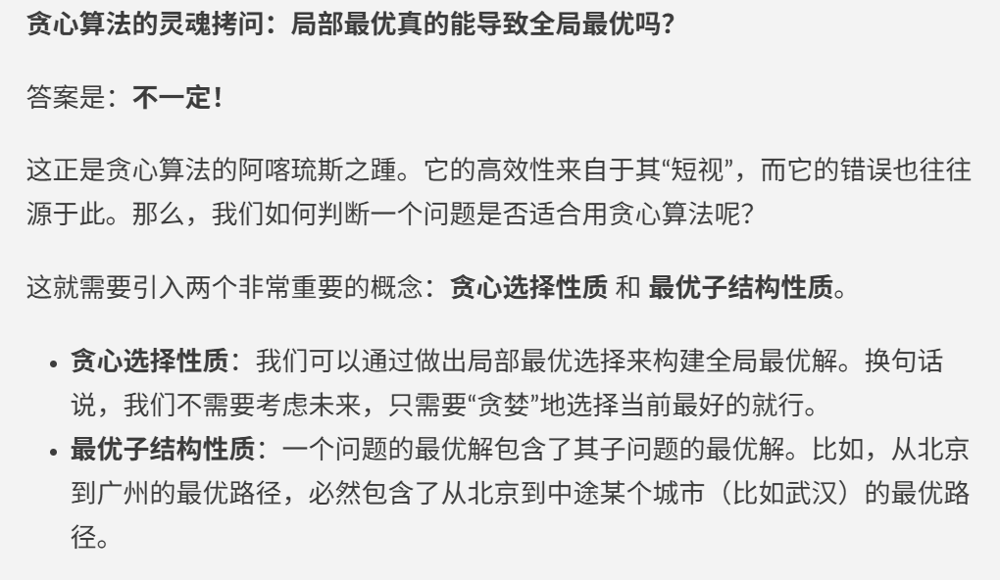 贪心算法的灵魂拷问：局部最优真的能导致全局最优吗？
答案是：不一定！
这正是贪心算法的阿喀琉斯之踵。它的高效性来自于其“短视”，而它的错误也往往
源于此。那么，我们如何判断一个问题是否适合用贪心算法呢？
这就需要引入两个非常重要的概念：贪心选择性质 和 最优子结构性质。
• 贪心选择性质：我们可以通过做出局部最优选择来构建全局最优解。换句话
说，我们不需要考虑未来，只需要“贪婪”地选择当前最好的就行。
• 最优子结构性质：一个问题的最优解包含了其子问题的最优解。比如，从北京
到广州的最优路径，必然包含了从北京到中途某个城市（比如武汉）的最优路
径。